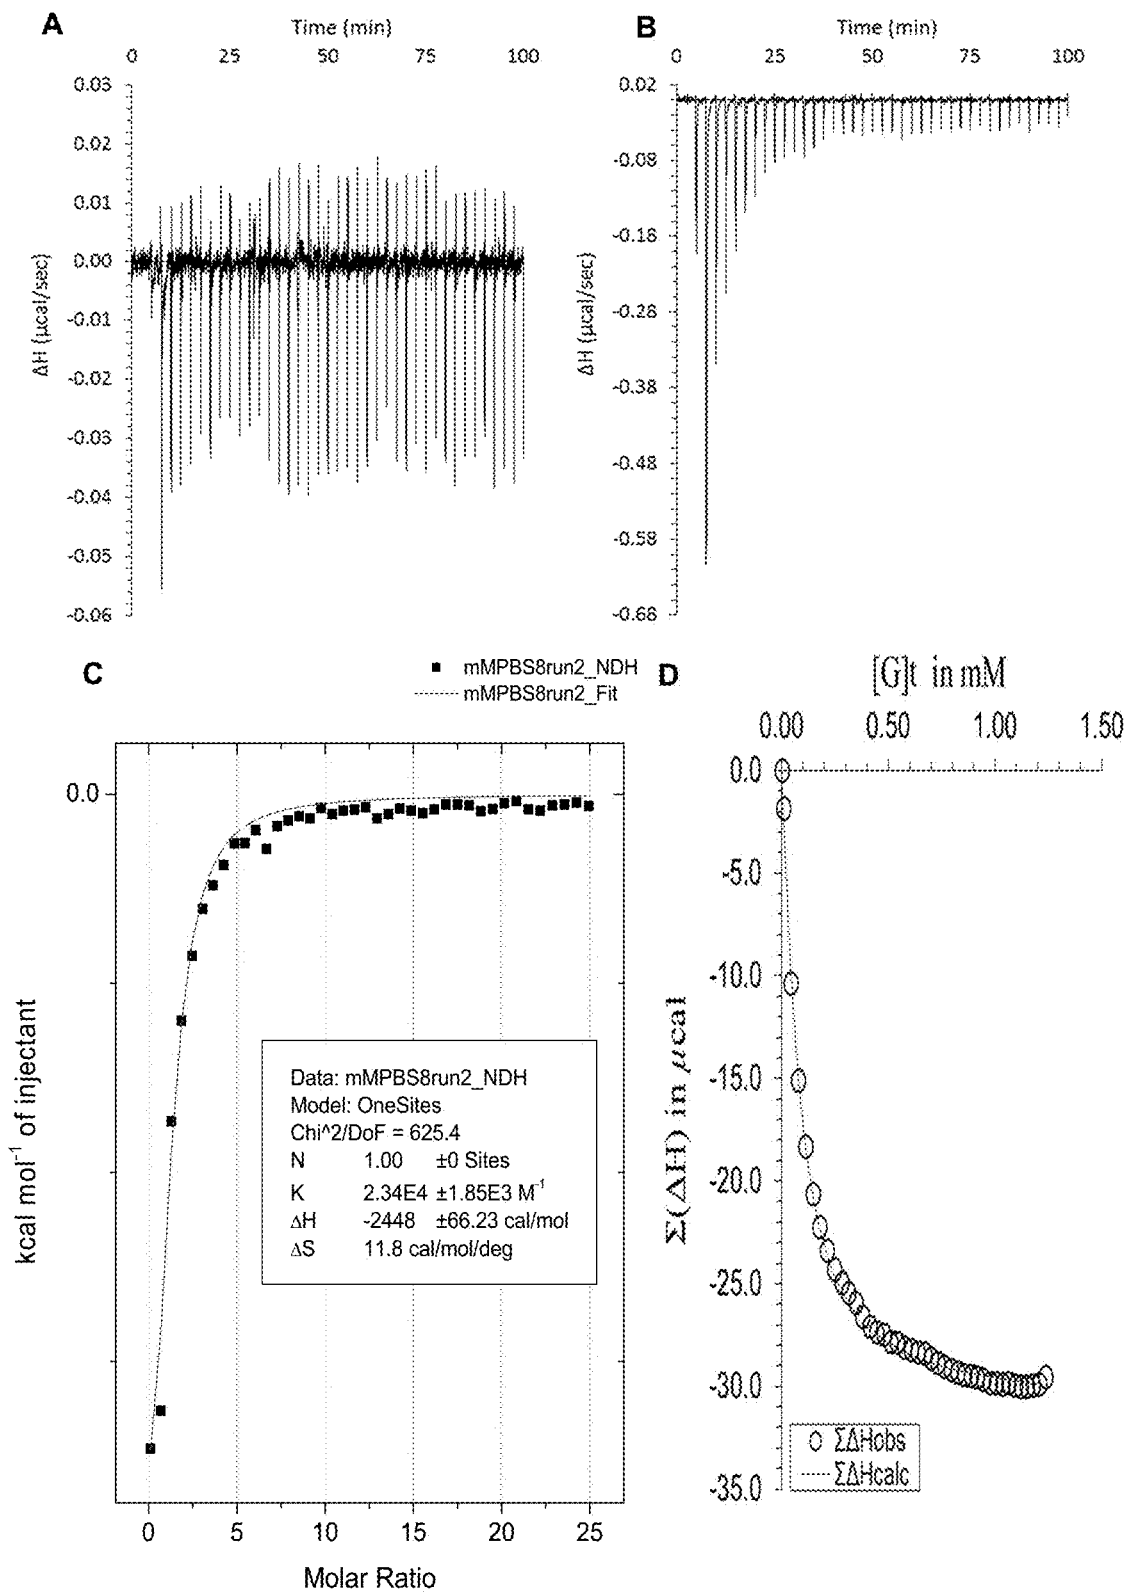 A
Time (min)
0 25 50 75 100
0.03
0.02
0.01
0.00
-0.01
-0.02
-0.03
-0.04
-0.05
-0.06
ΔH (µcal/sec)
B
Time (min)
0 25 50 75 100
0.02
-0.08
-0.18
-0.28
-0.38
-0.48
-0.58
-0.68
ΔH (µcal/sec)
C
mMPBS8run2_NDH
mMPBS8run2_Fit
0.0
kcal mol⁻¹ of injectant
Data: mMPBS8run2_NDH
Model: OneSites
Chi^2/DoF = 625.4
N 1.00 ±0 Sites
K 2.34E4 ±1.85E3 M⁻¹
ΔH -2448 ±66.23 cal/mol
ΔS 11.8 cal/mol/deg
0 5 10 15 20 25
Molar Ratio
D
[G]t in mM
0.00 0.50 1.00 1.50
0.0
-5.0
-10.0
-15.0
-20.0
-25.0
-30.0
-35.0
Σ(ΔH) in µcal
ΣΔHobs
ΣΔHcalc